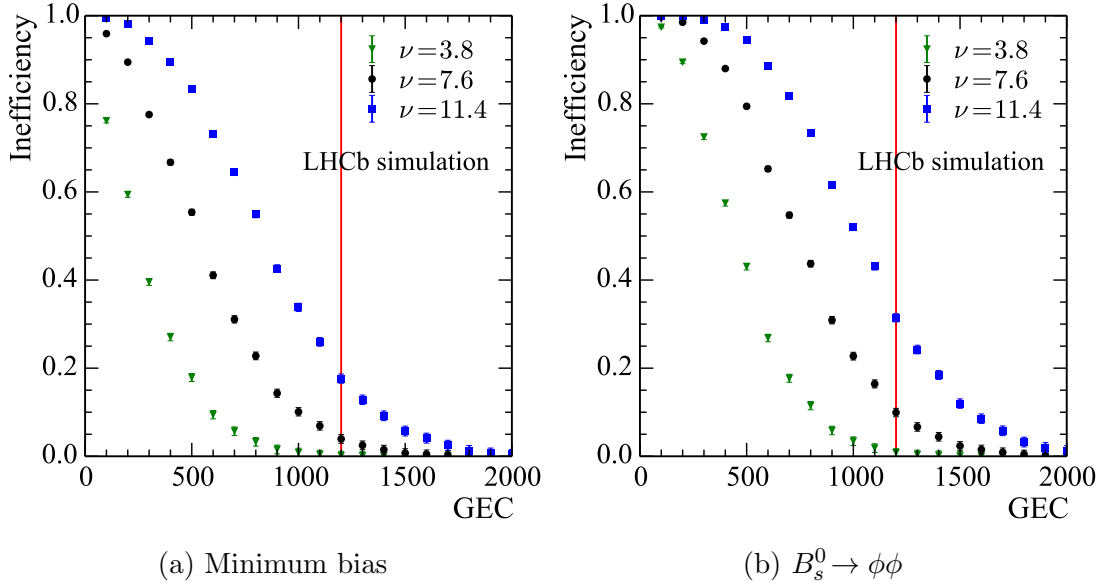 1.0
0.8
0.6
0.4
0.2
0.0
Inefficiency
ν=3.8
ν=7.6
ν=11.4
LHCb simulation
0 500 1000 1500 2000
GEC
(a) Minimum bias
1.0
0.8
0.6
0.4
0.2
0.0
Inefficiency
ν=3.8
ν=7.6
ν=11.4
LHCb simulation
0 500 1000 1500 2000
GEC
(b) B_s^0 → ϕϕ